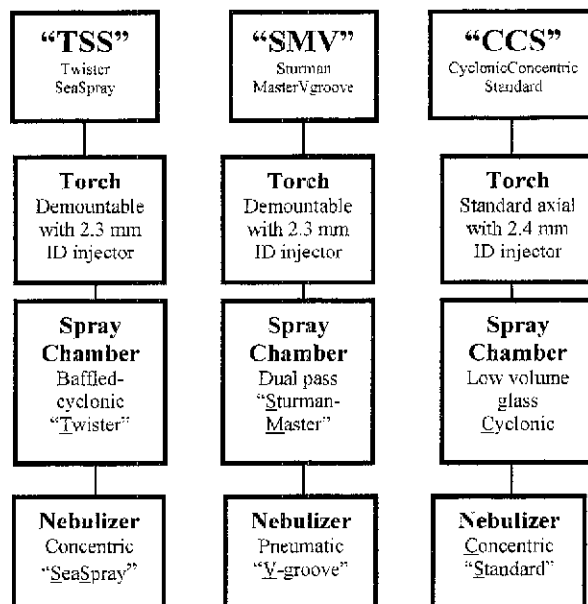 “TSS”
Twister
SeaSpray
Torch
Demountable
with 2.3 mm
ID injector
Spray
Chamber
Baffled-
cyclonic
“Twister”
Nebulizer
Concentric
“SeaSpray”
“SMV”
Sturman
MasterVgroove
Torch
Demountable
with 2.3 mm
ID injector
Spray
Chamber
Dual pass
“Sturman-
Master”
Nebulizer
Pneumatic
“V-groove”
“CCS”
CyclonicConcentric
Standard
Torch
Standard axial
with 2.4 mm
ID injector
Spray
Chamber
Low volume
glass
Cyclonic
Nebulizer
Concentric
“Standard”